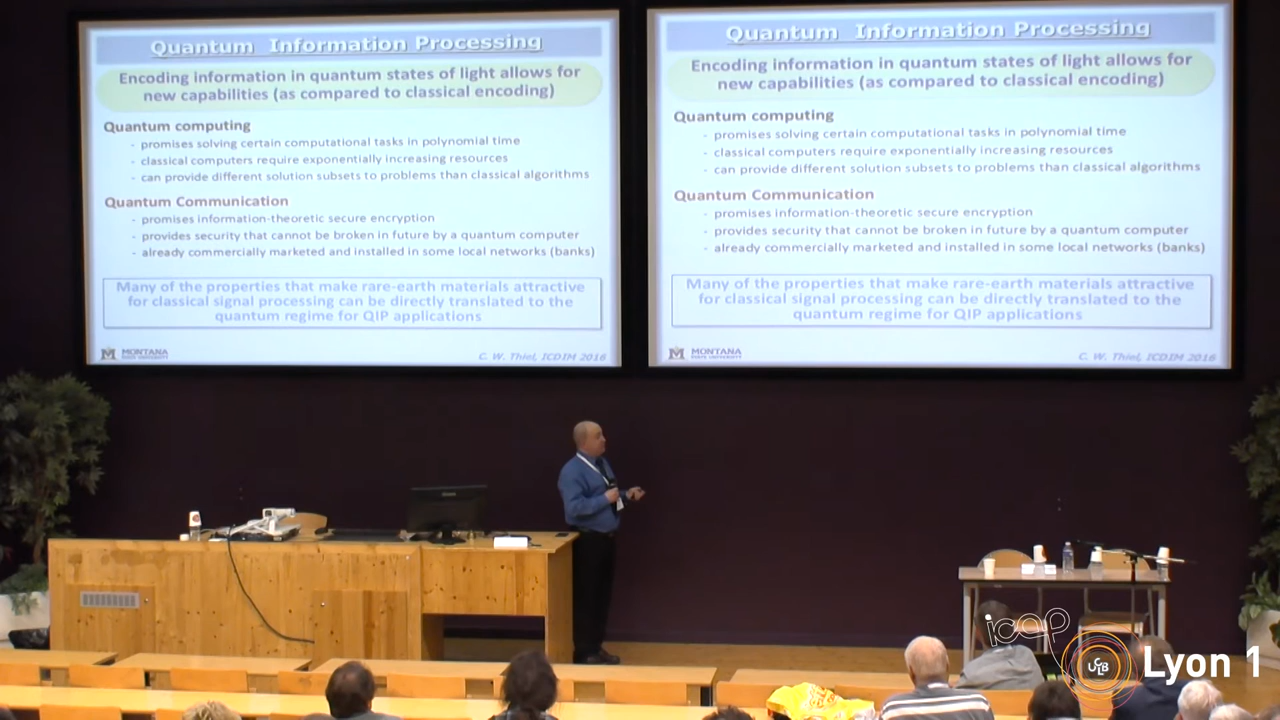 Quantum Information Processing
Encoding information in quantum states of light allows for
new capabilities (as compared to classical encoding)
Quantum computing
- promises solving certain computational tasks in polynomial time
- classical computers require exponentially increasing resources
- can provide different solution subsets to problems than classical algorithms
Quantum Communication
- promises information-theoretic secure encryption
- provides security that cannot be broken in future by a quantum computer
- already commercially marketed and installed in some local networks (banks)
Many of the properties that make rare-earth materials attractive
for classical signal processing can be directly translated to the
quantum regime for QIP applications
M MONTANA
STATE UNIVERSITY
C. W. Thiel, ICDIM 2016
Quantum Information Processing
Encoding information in quantum states of light allows for
new capabilities (as compared to classical encoding)
Quantum computing
- promises solving certain computational tasks in polynomial time
- classical computers require exponentially increasing resources
- can provide different solution subsets to problems than classical algorithms
Quantum Communication
- promises information-theoretic secure encryption
- provides security that cannot be broken in future by a quantum computer
- already commercially marketed and installed in some local networks (banks)
Many of the properties that make rare-earth materials attractive
for classical signal processing can be directly translated to the
quantum regime for QIP applications
M MONTANA
STATE UNIVERSITY
C. W. Thiel, ICDIM 2016
icap
UCBL
Lyon 1